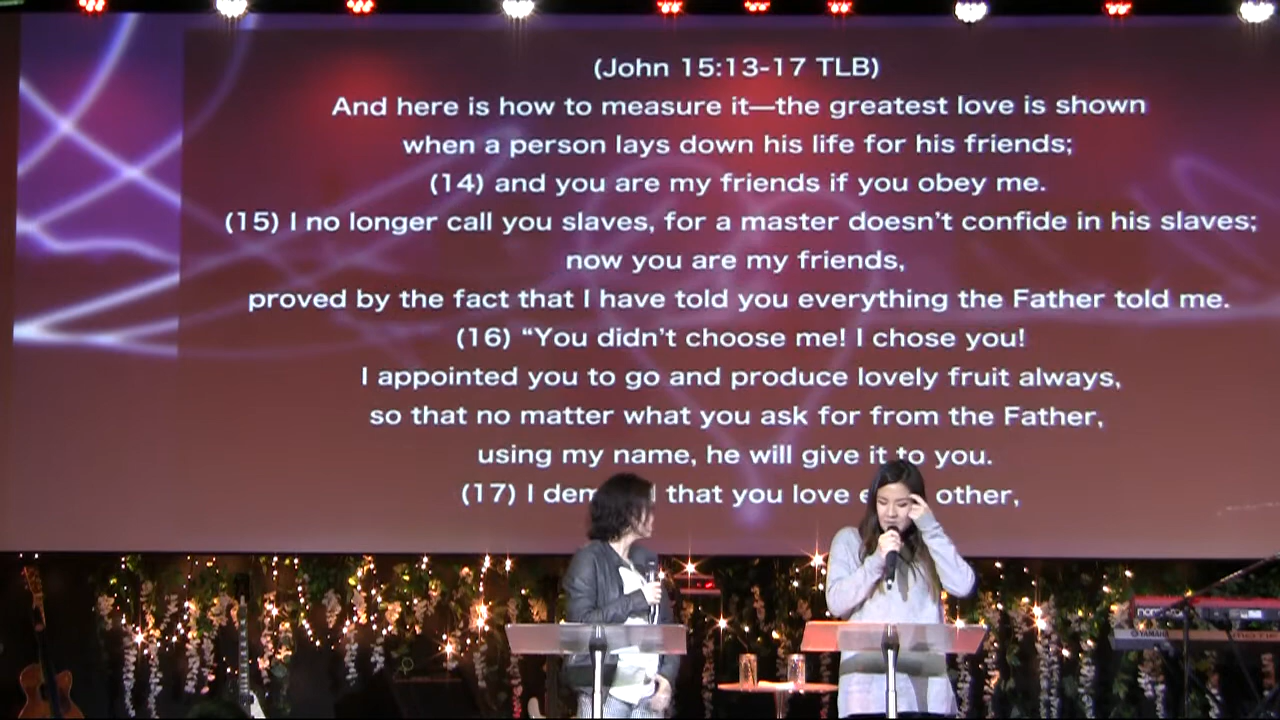 (John 15:13-17 TLB)
And here is how to measure it—the greatest love is shown
when a person lays down his life for his friends;
(14) and you are my friends if you obey me.
(15) I no longer call you slaves, for a master doesn't confide in his slaves;
now you are my friends,
proved by the fact that I have told you everything the Father told me.
(16) “You didn't choose me! I chose you!
I appointed you to go and produce lovely fruit always,
so that no matter what you ask for from the Father,
using my name, he will give it to you.
(17) I that you love other,
YAMAHA